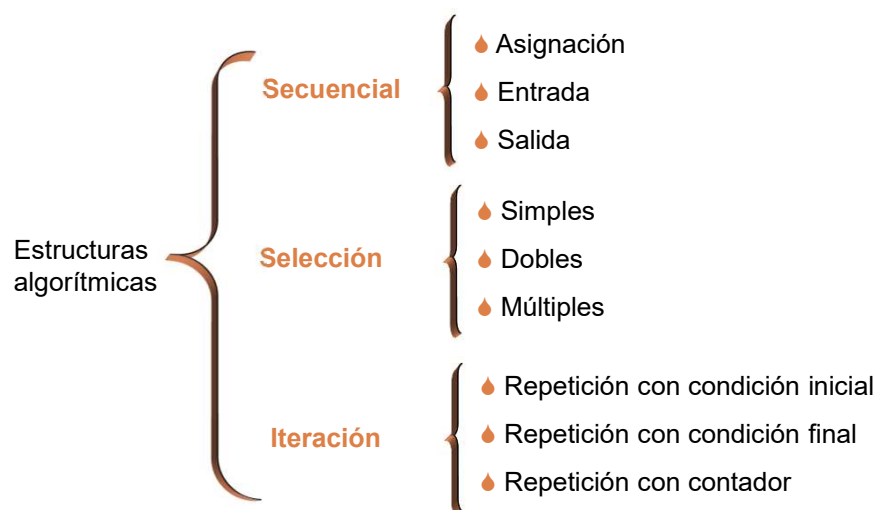 Estructuras
algorítmicas
Secuencial
Asignación
Entrada
Salida
Selección
Simples
Dobles
Múltiples
Iteración
Repetición con condición inicial
Repetición con condición final
Repetición con contador